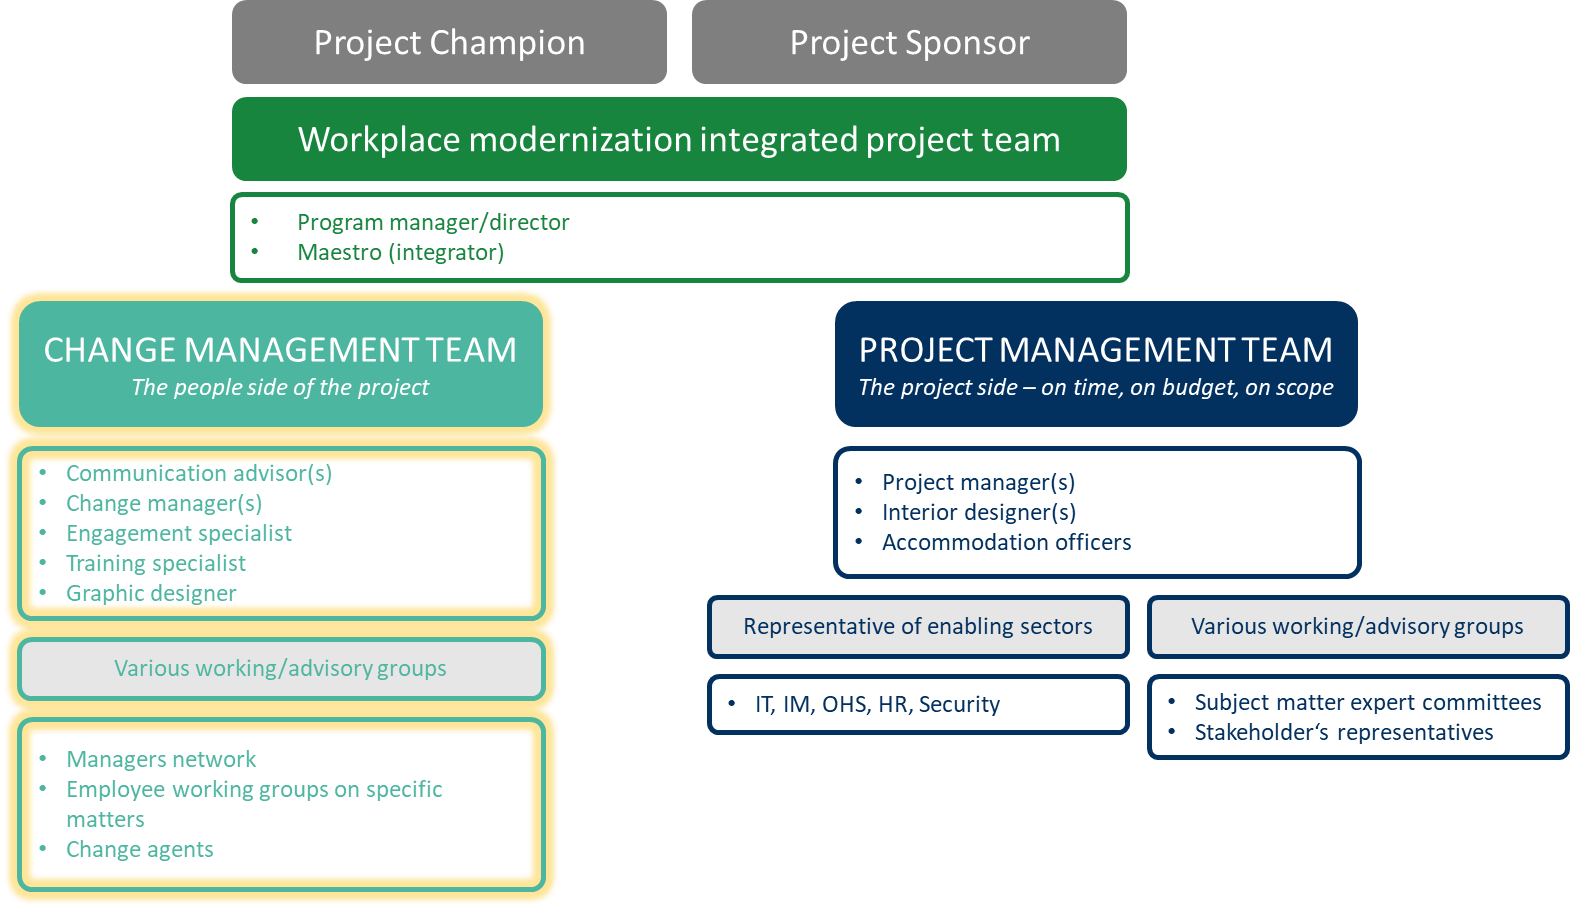 Project Champion
Project Sponsor
Workplace modernization integrated project team
• Program manager/director
• Maestro (integrator)
CHANGE MANAGEMENT TEAM
The people side of the project
• Communication advisor(s)
• Change manager(s)
• Engagement specialist
• Training specialist
• Graphic designer
Various working/advisory groups
• Managers network
• Employee working groups on specific
matters
• Change agents
PROJECT MANAGEMENT TEAM
The project side – on time, on budget, on scope
• Project manager(s)
• Interior designer(s)
• Accommodation officers
Representative of enabling sectors
• IT, IM, OHS, HR, Security
Various working/advisory groups
• Subject matter expert committees
• Stakeholder‘s representatives